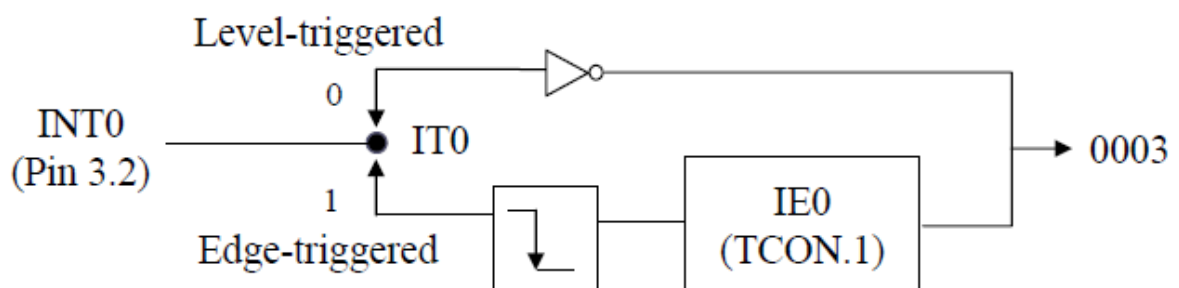 Level-triggered
0
INT0
(Pin 3.2)
IT0
0003
1
Edge-triggered
IE0
(TCON.1)